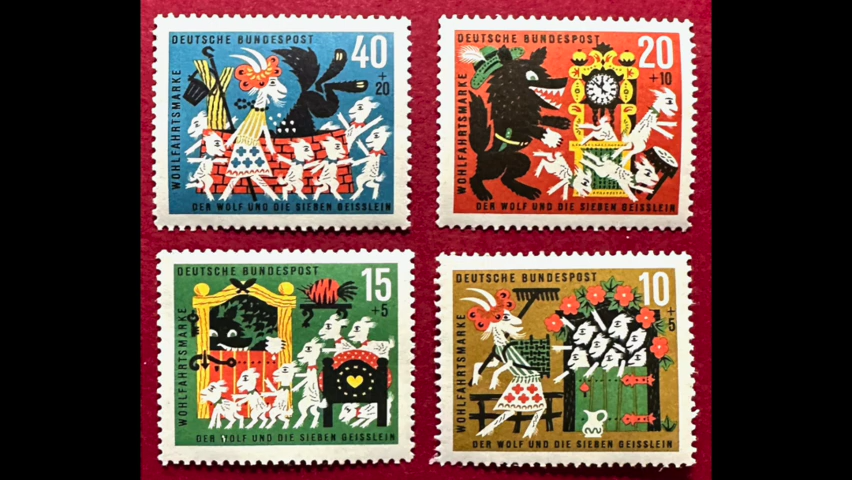 DEUTSCHE BUNDESPOST
40
+
20
WOHLFAHRTSMARKE
DER WOLF UND DIE SIEBEN GEISSLEIN
DEUTSCHE BUNDESPOST
20
+10
WOHLFAHRTSMARKE
DER WOLF UND DIE SIEBEN GEISSLEIN
DEUTSCHE BUNDESPOST
15
+5
WOHLFAHRTSMARKE
DER WOLF UND DIE SIEBEN GEISSLEIN
DEUTSCHE BUNDESPOST
10
+5
WOHLFAHRTSMARKE
DER WOLF UND DIE SIEBEN GEISSLEIN